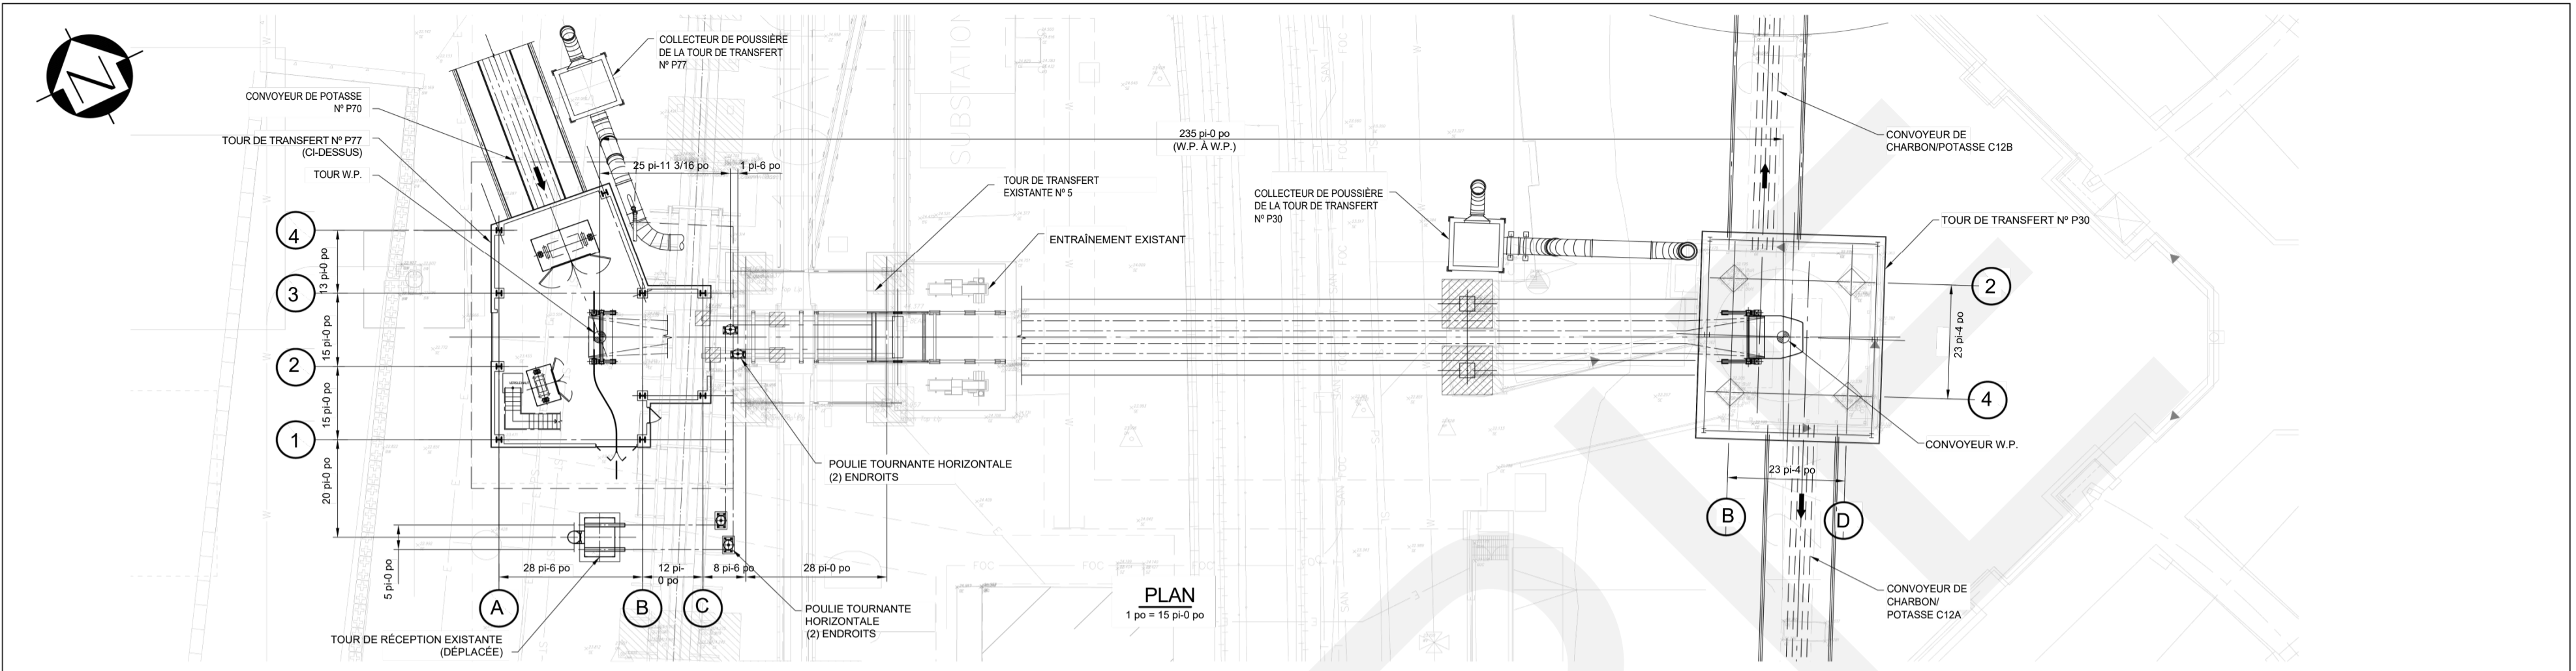 N
COLLECTEUR DE POUSSIÈRE
DE LA TOUR DE TRANSFERT
Nº P77
CONVOYEUR DE POTASSE
Nº P70
TOUR DE TRANSFERT Nº P77
(CI-DESSUS)
TOUR W.P.
25 pi-11 3/16 po
1 pi-6 po
235 pi-0 po
(W.P. À W.P.)
SUBSTATION
TOUR DE TRANSFERT
EXISTANTE Nº 5
ENTRAÎNEMENT EXISTANT
COLLECTEUR DE POUSSIÈRE
DE LA TOUR DE TRANSFERT
Nº P30
CONVOYEUR DE
CHARBON/POTASSE C12B
TOUR DE TRANSFERT Nº P30
4
3
2
1
13 pi-0 po
15 pi-0 po
15 pi-0 po
20 pi-0 po
5 pi-0 po
2
4
23 pi-4 po
CONVOYEUR W.P.
23 pi-4 po
B
D
POULIE TOURNANTE HORIZONTALE
(2) ENDROITS
28 pi-6 po
12 pi-
0 po
8 pi-6 po
28 pi-0 po
A
B
C
FOC
FOC
FOC
POULIE TOURNANTE
HORIZONTALE
(2) ENDROITS
TOUR DE RÉCEPTION EXISTANTE
(DÉPLACÉE)
PLAN
1 po = 15 pi-0 po
CONVOYEUR DE
CHARBON/
POTASSE C12A